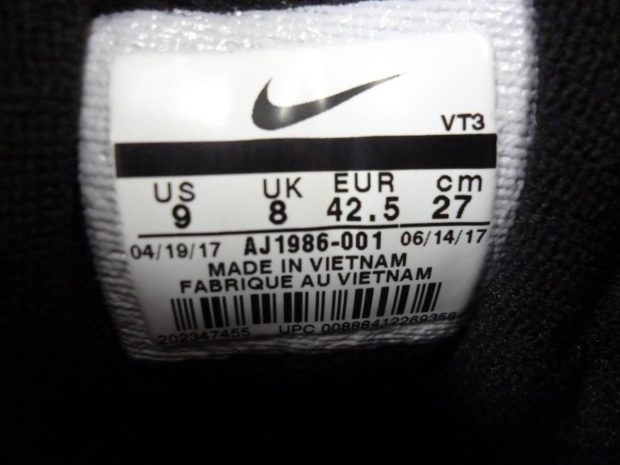 VT3
US UK EUR cm
9 8 42.5 27
04/19/17 AJ1986-001 06/14/17
MADE IN VIETNAM
FABRIQUE AU VIETNAM
202347455 UPC 00888412269358